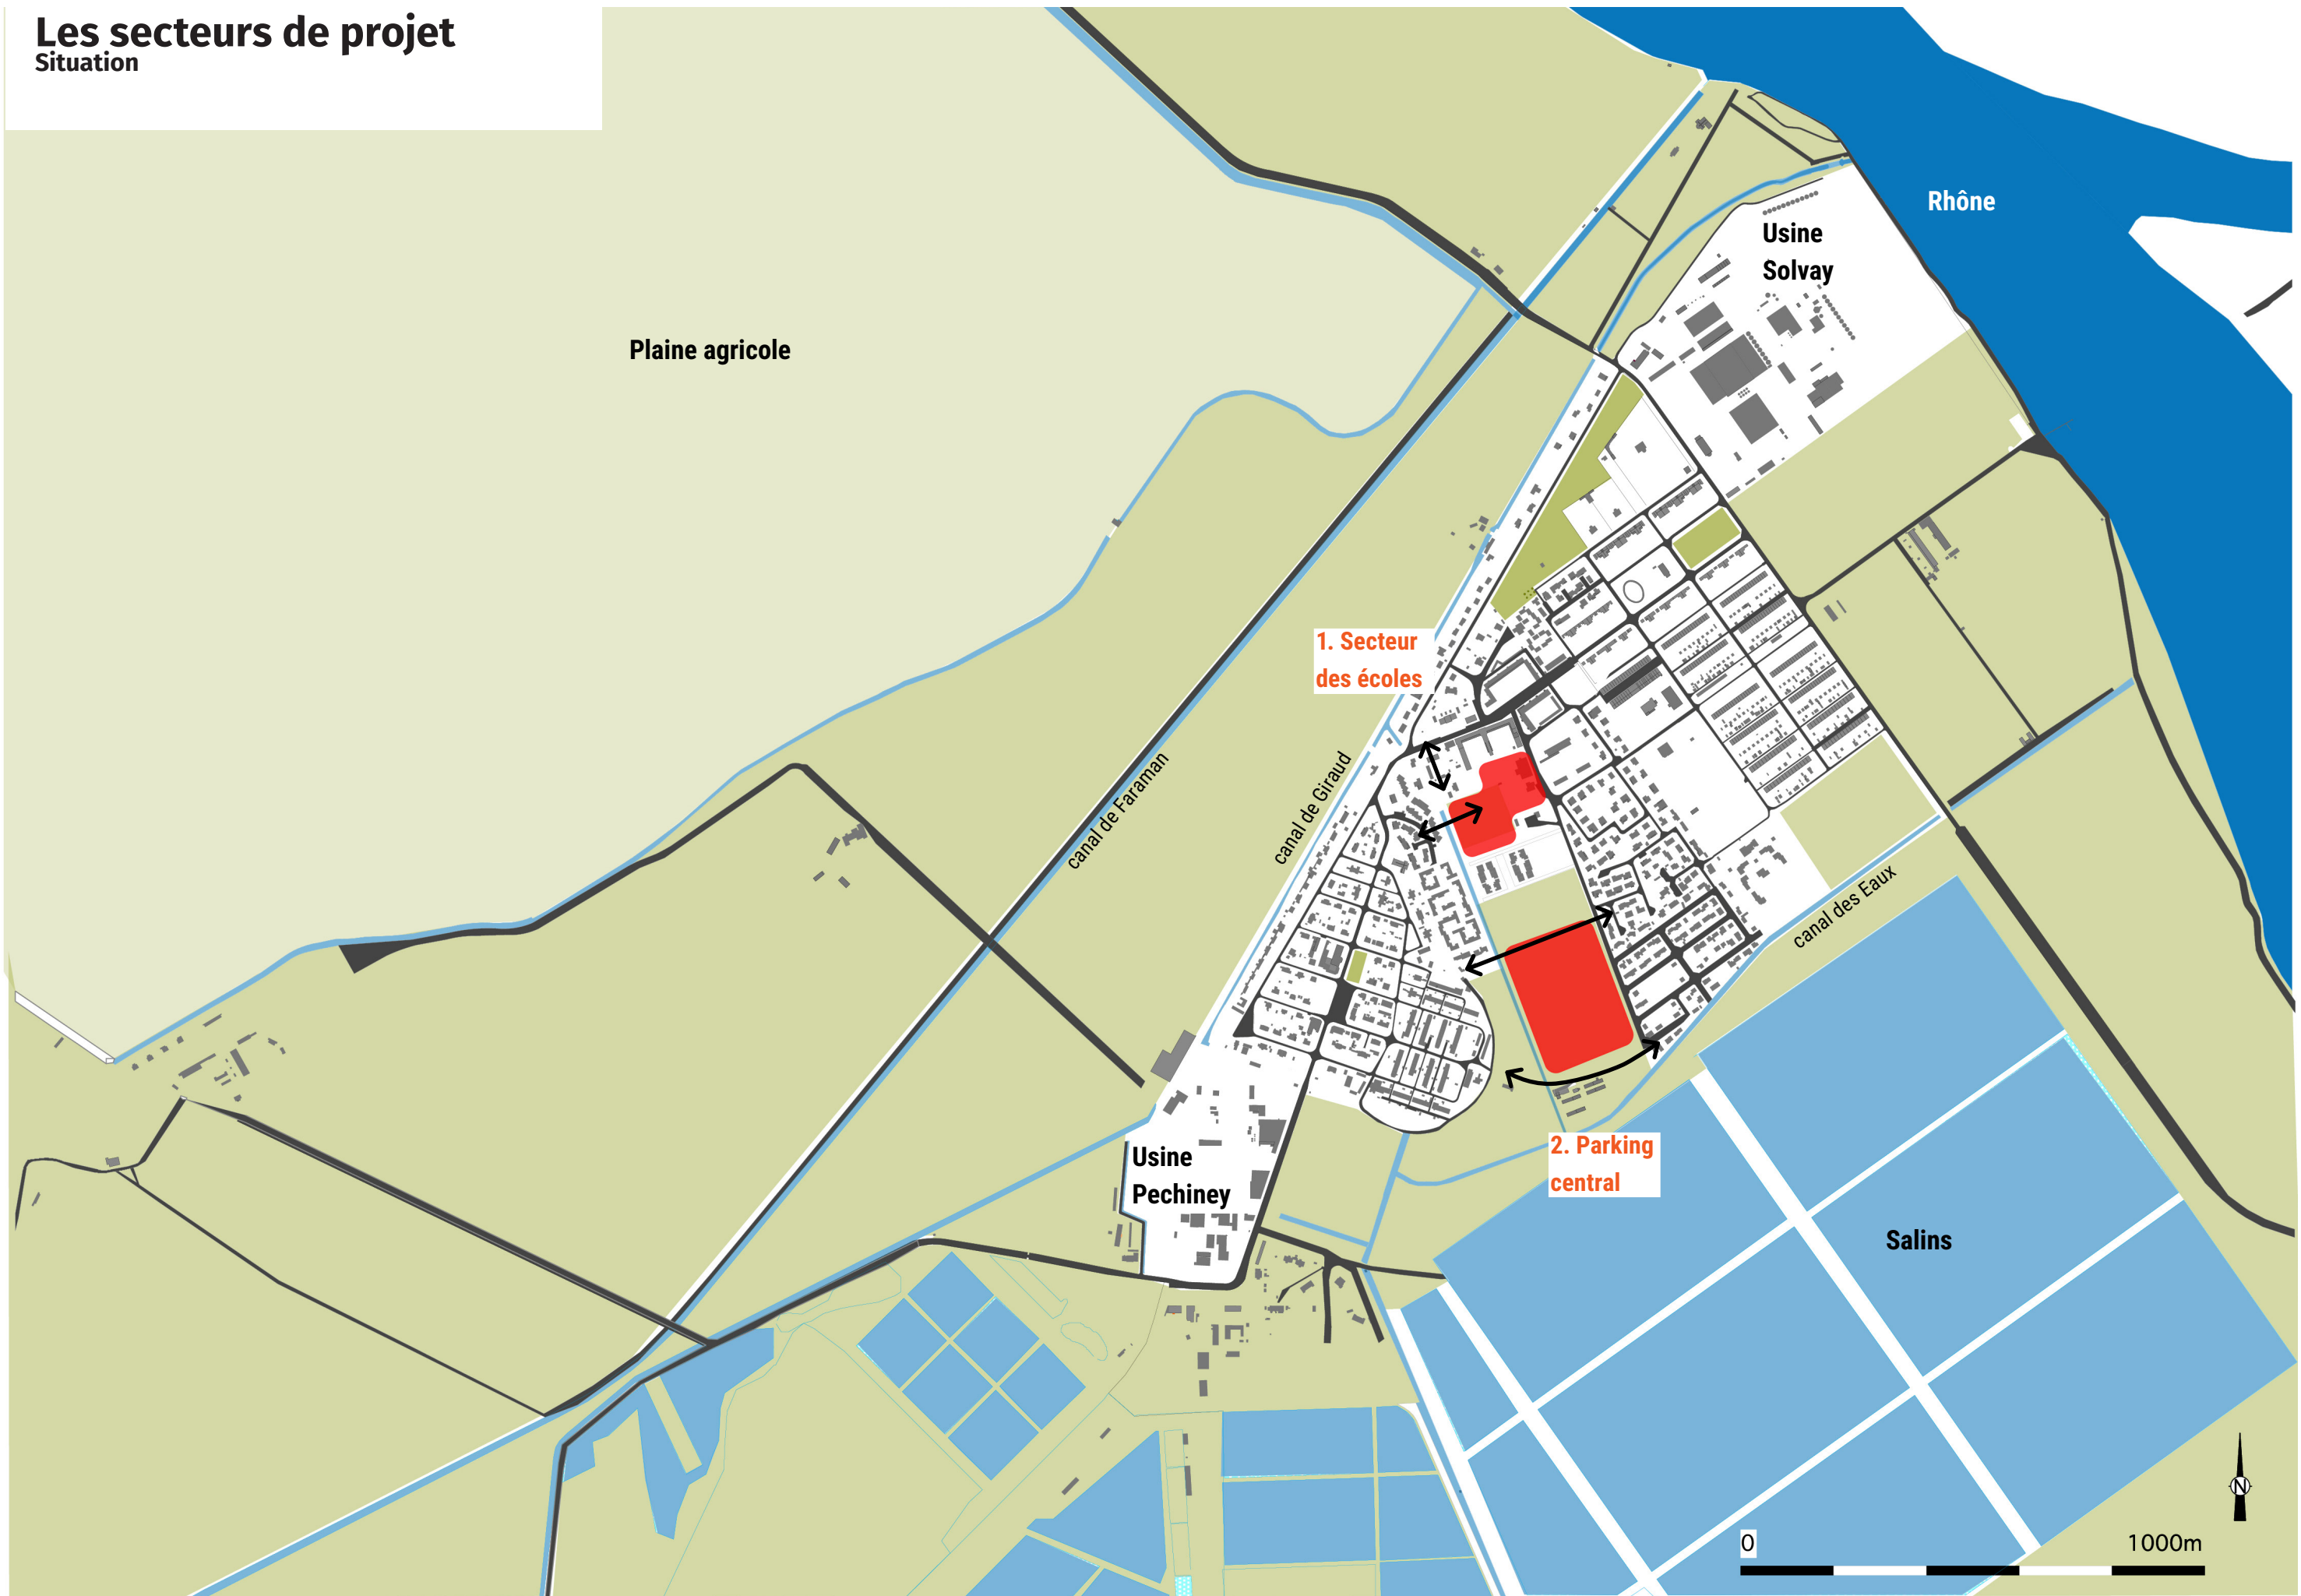 Les secteurs de projet
Situation
Rhône
Usine
Solvay
Plaine agricole
1. Secteur
des écoles
canal de Faraman
canal de Giraud
canal des Eaux
Usine
Pechiney
2. Parking
central
Salins
N
0
1000m